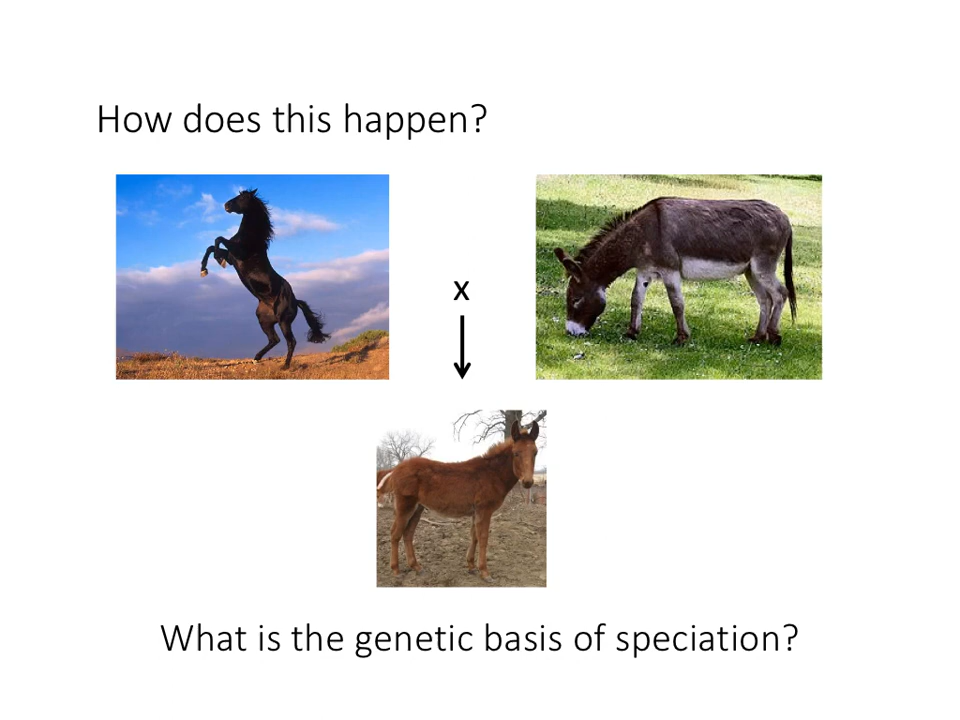 How does this happen?
x
What is the genetic basis of speciation?